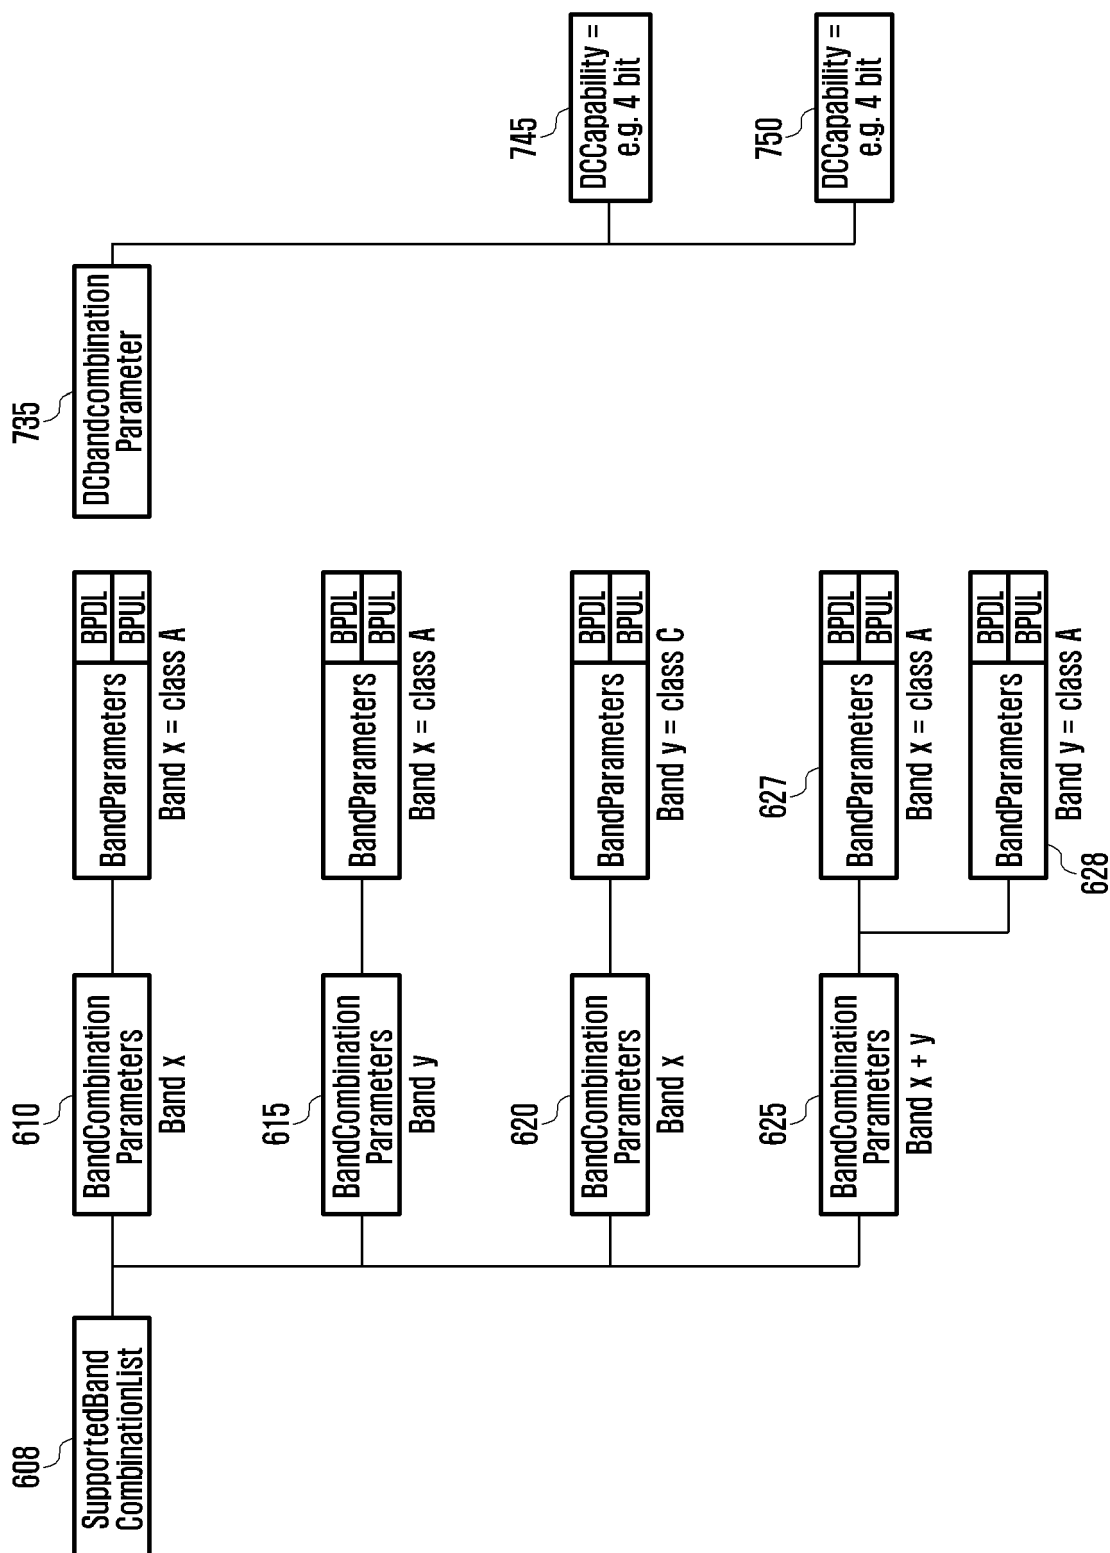 608
SupportedBand
CombinationList
610
BandCombination
Parameters
Band x
BandParameters
BPDL
BPUL
Band x = class A
735
DCbandcombination
Parameter
615
BandCombination
Parameters
Band y
BandParameters
BPDL
BPUL
Band x = class A
620
BandCombination
Parameters
Band x
BandParameters
BPDL
BPUL
Band y = class C
745
DCCapability =
e.g. 4 bit
625
BandCombination
Parameters
Band x + y
627
BandParameters
BPDL
BPUL
Band x = class A
750
DCCapability =
e.g. 4 bit
BandParameters
BPDL
BPUL
Band y = class A
628